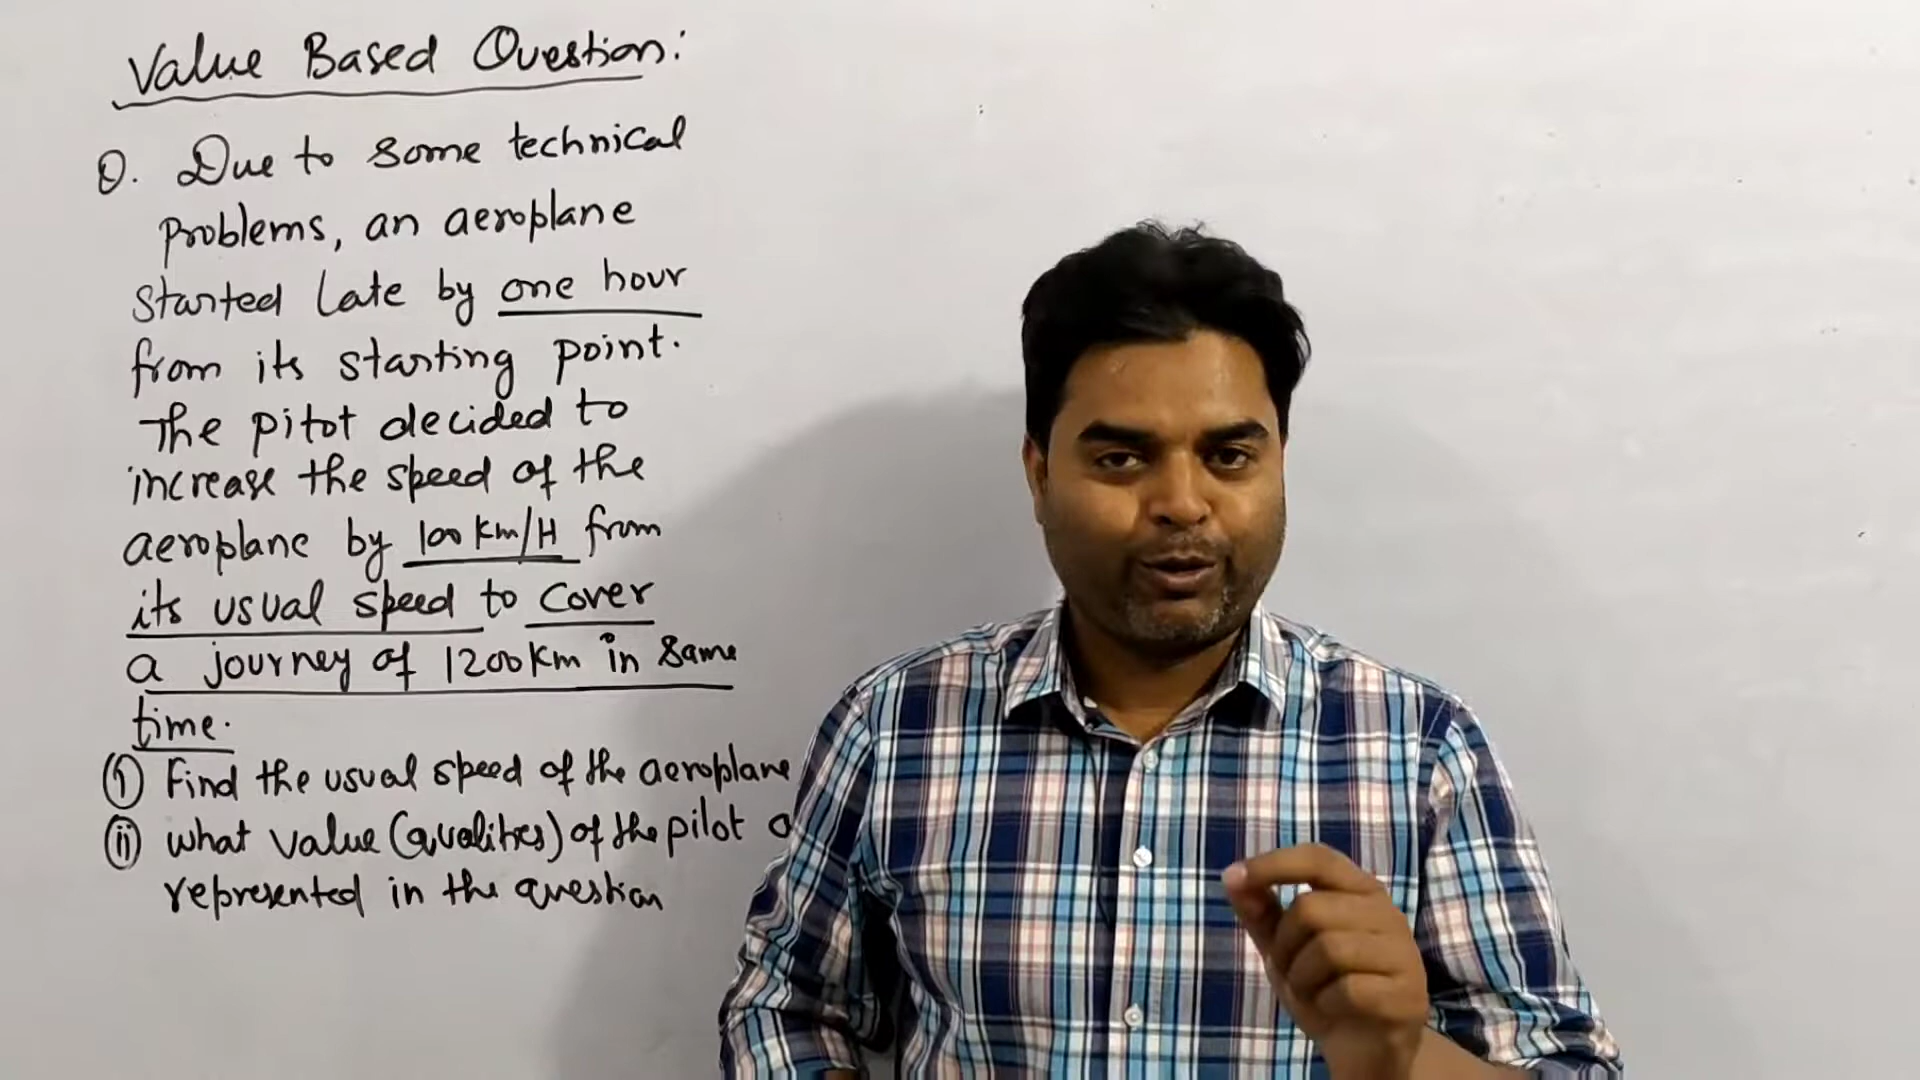 Value Based Question:
Q. Due to some technical
problems, an aeroplane
started late by one hour
from its starting point.
The pitot decided to
increase the speed of the
aeroplane by 100 km/H from
its usual speed to cover
a journey of 1200 km in same
time.
(i) Find the usual speed of the aeroplane
(ii) what value (qualities) of the pilot
represented in the question